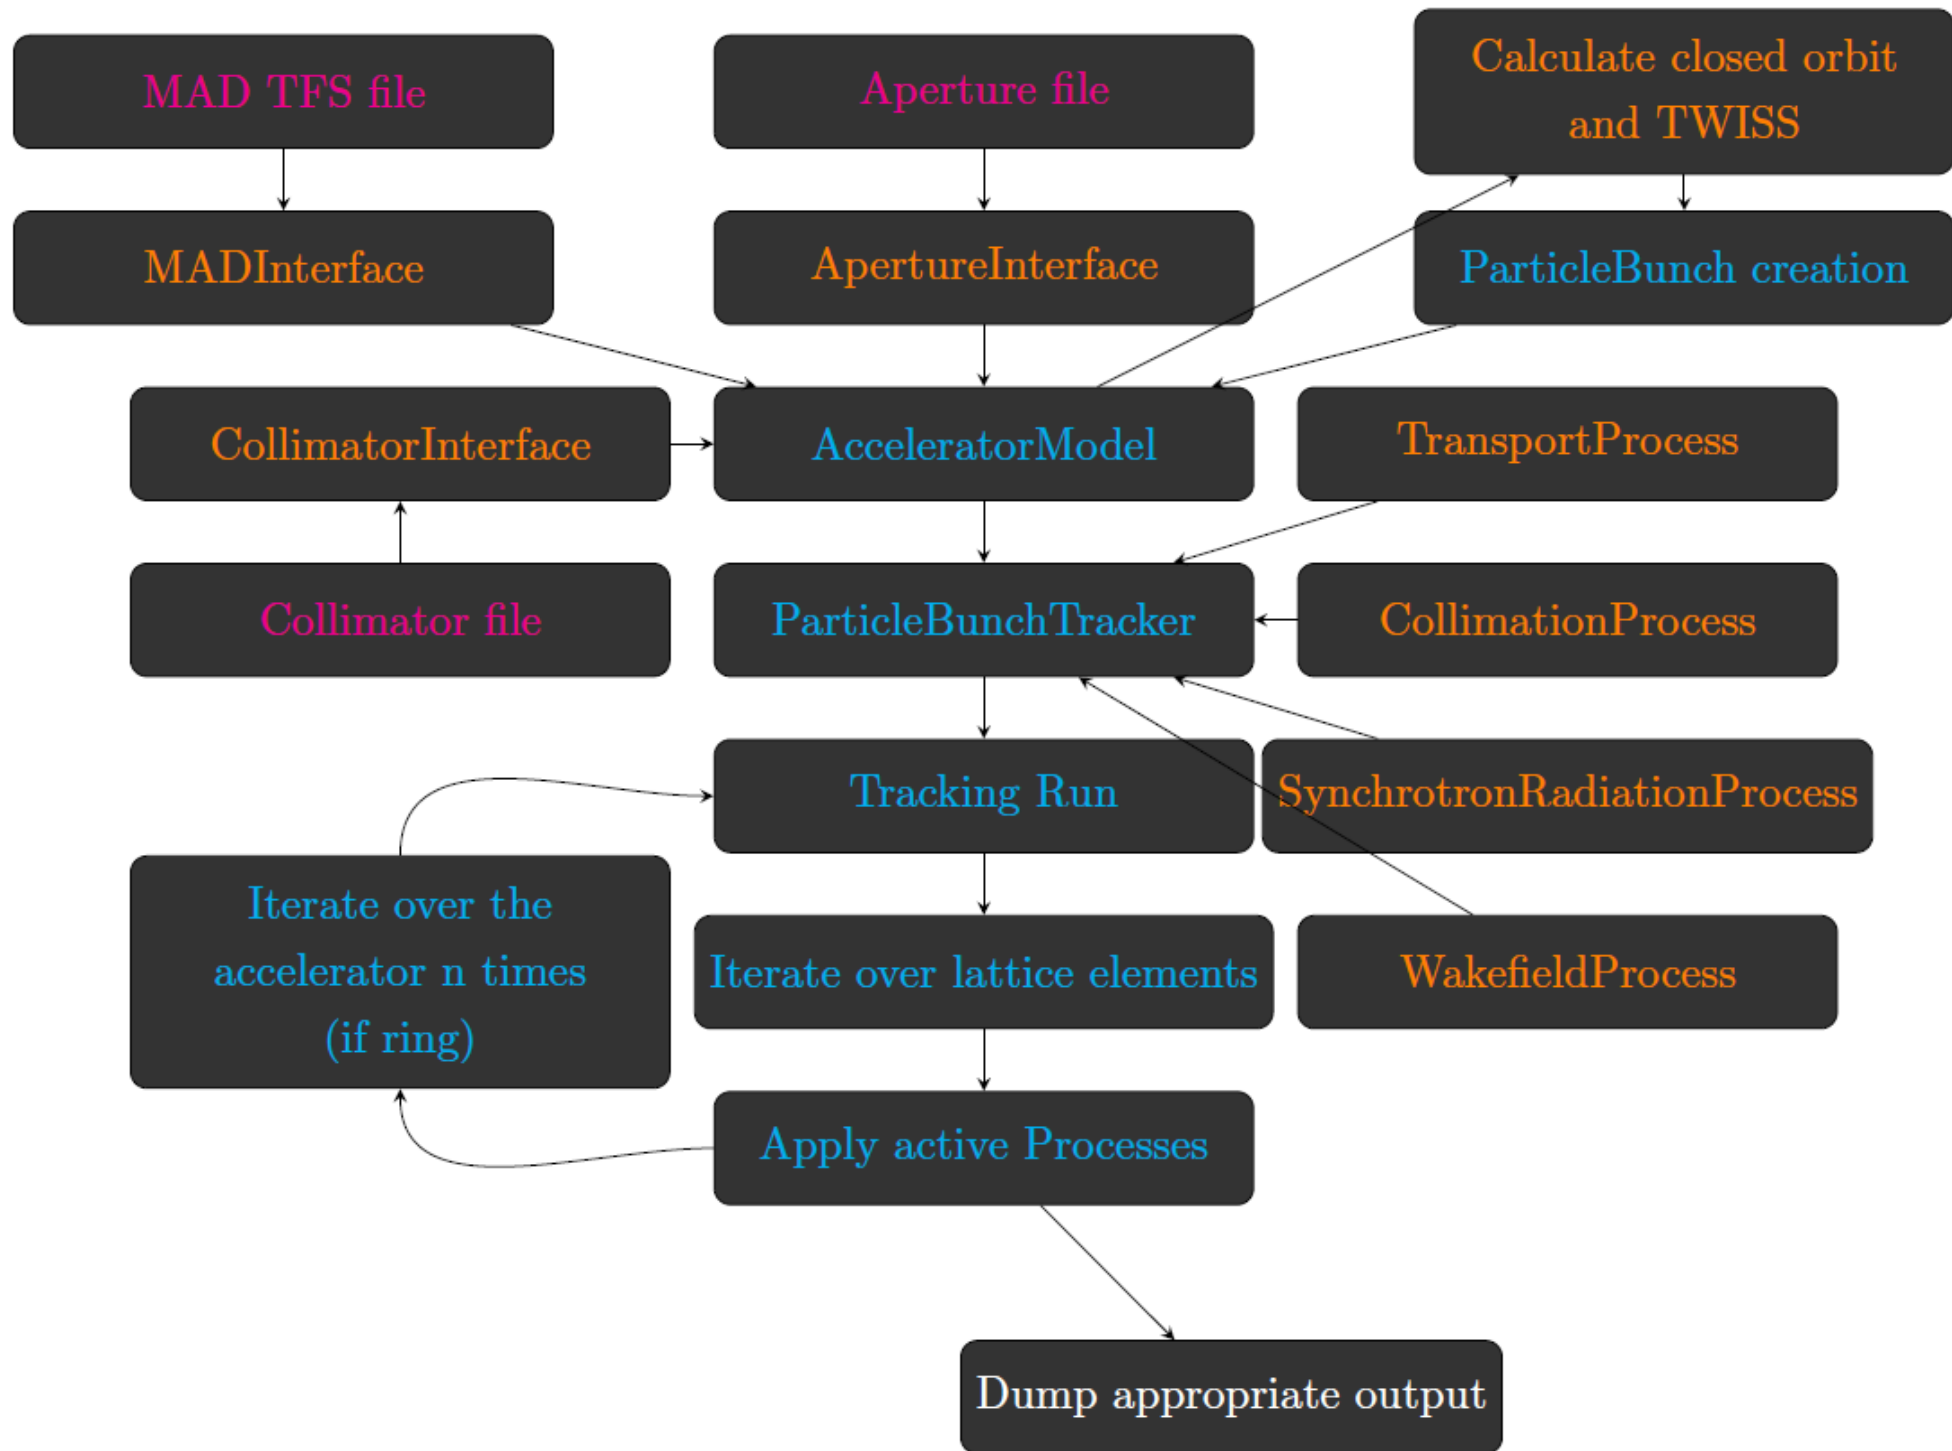 MAD TFS file
Aperture file
Calculate closed orbit
and TWISS
MADInterface
ApertureInterface
ParticleBunch creation
CollimatorInterface
AcceleratorModel
TransportProcess
Collimator file
ParticleBunchTracker
CollimationProcess
Tracking Run
SynchrotronRadiationProcess
Iterate over the
accelerator n times
(if ring)
Iterate over lattice elements
WakefieldProcess
Apply active Processes
Dump appropriate output